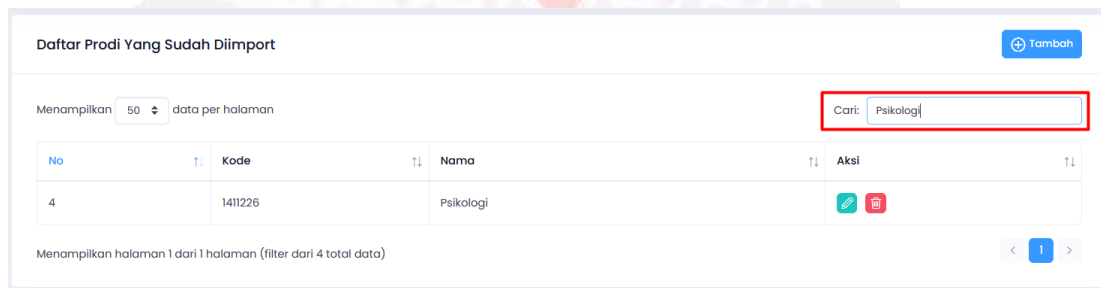 Daftar Prodi Yang Sudah Diimport
Tambah
Menampilkan 50 data per halaman
Cari: Psikologi
No Kode Nama Aksi
4 1411226 Psikologi
Menampilkan halaman 1 dari 1 halaman (filter dari 4 total data)
< 1 >